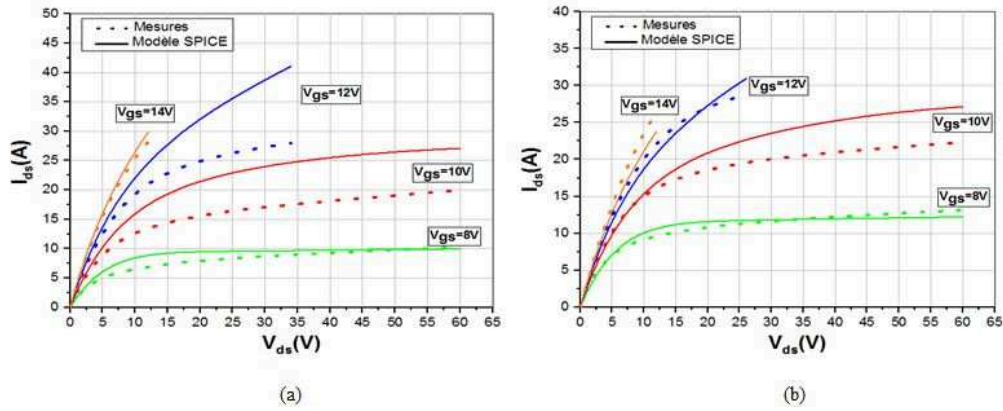 Mesures
Modèle SPICE
Vgs=14V
Vgs=12V
Vgs=10V
Vgs=8V
Ids(A)
50
45
40
35
30
25
20
15
10
5
0
0 5 10 15 20 25 30 35 40 45 50 55 60 65
Vds(V)
(a)
Mesures
Modèle SPICE
Vgs=14V
Vgs=12V
Vgs=10V
Vgs=8V
Ids(A)
40
35
30
25
20
15
10
5
0
0 5 10 15 20 25 30 35 40 45 50 55 60 65
Vds(V)
(b)